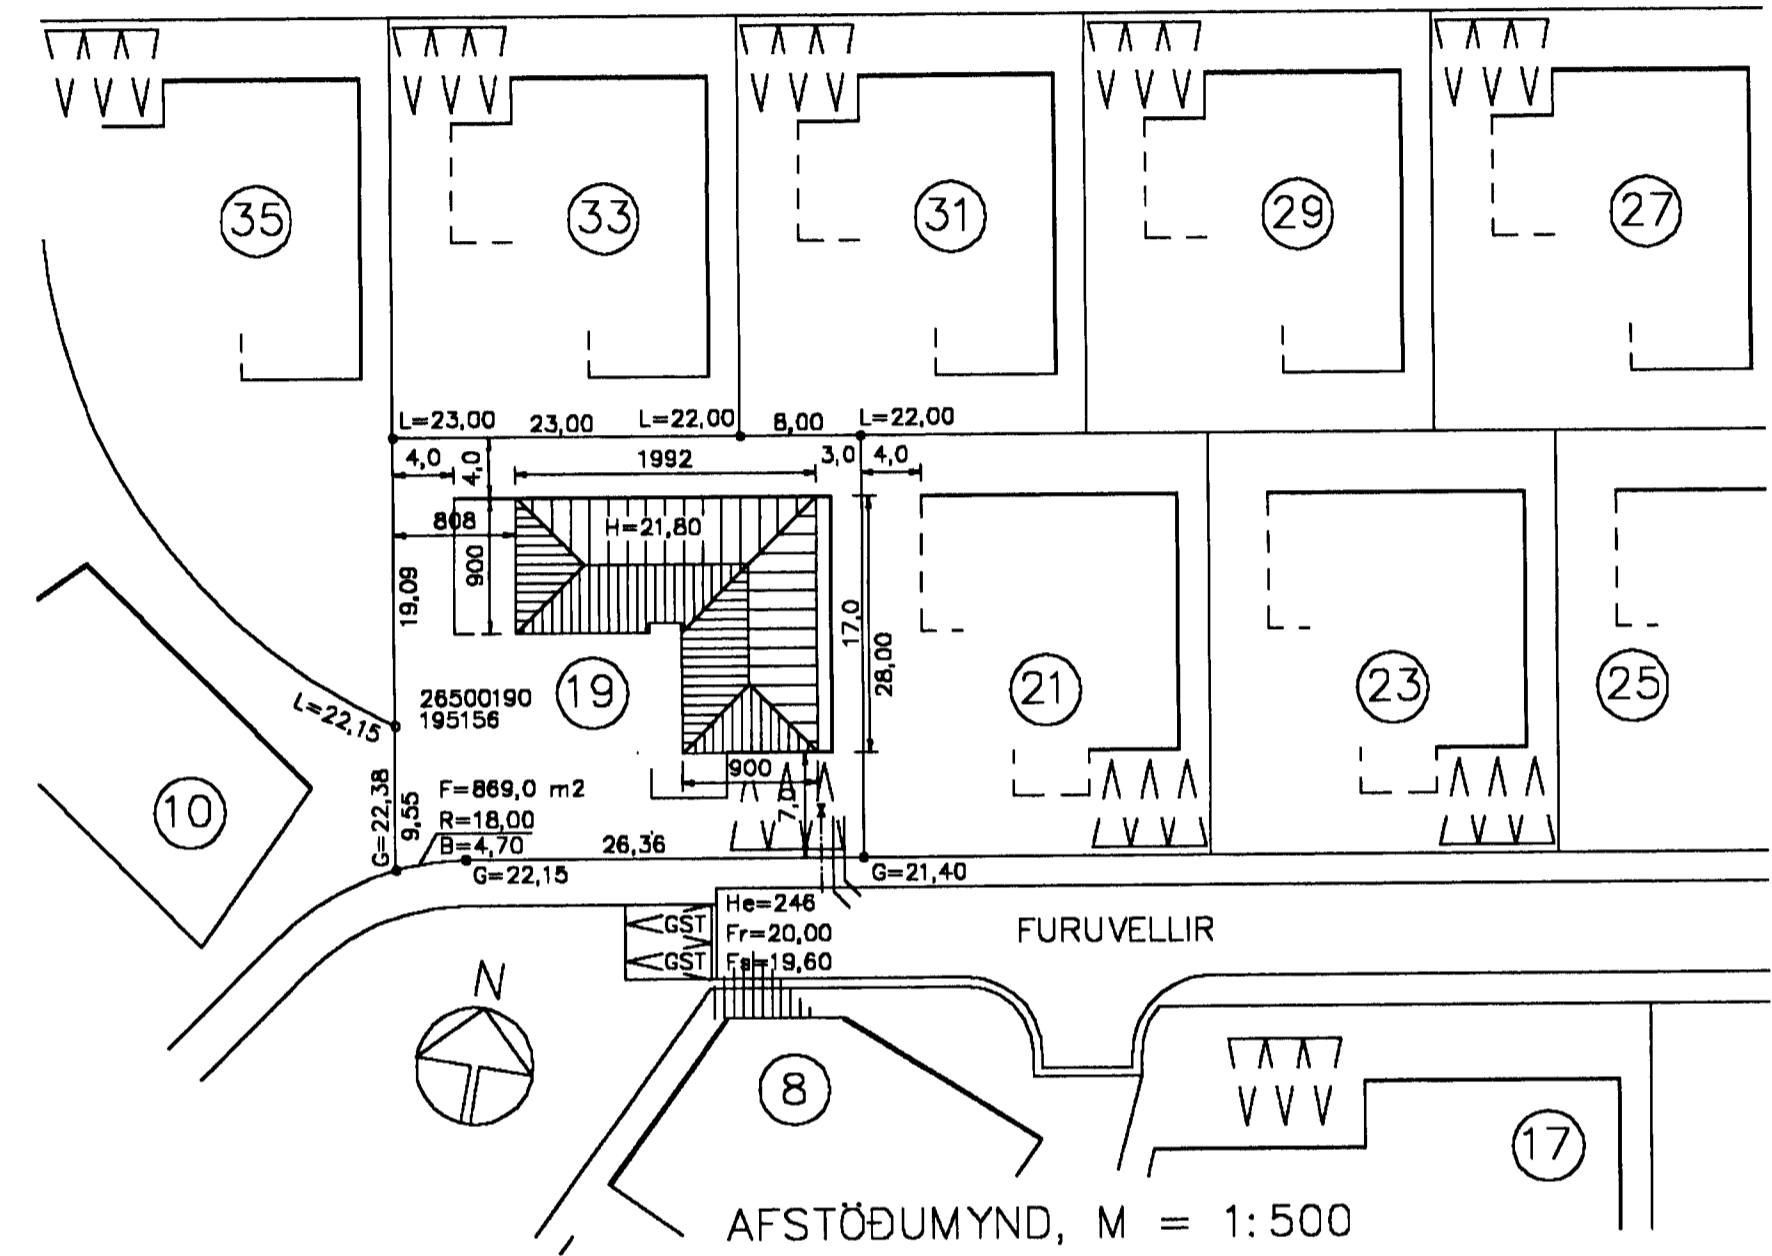 35
33
31
29
27
L=23,00
23,00
L=22,00
8,00
L=22,00
4,0
4,0
1992
3,0
4,0
808
H=21,80
900
19,09
17,0
28,00
19
21
23
25
26500190
195156
L=22,15
10
900
7,0
G=22,38
9,55
F=869,0 m2
R=18,00
B=4,70
26,36
G=22,15
G=21,40
He=246
GST
Fr=20,00
GST
Fs=19,60
FURUVELLIR
N
8
17
AFSTÖÐUMYND, M = 1:500